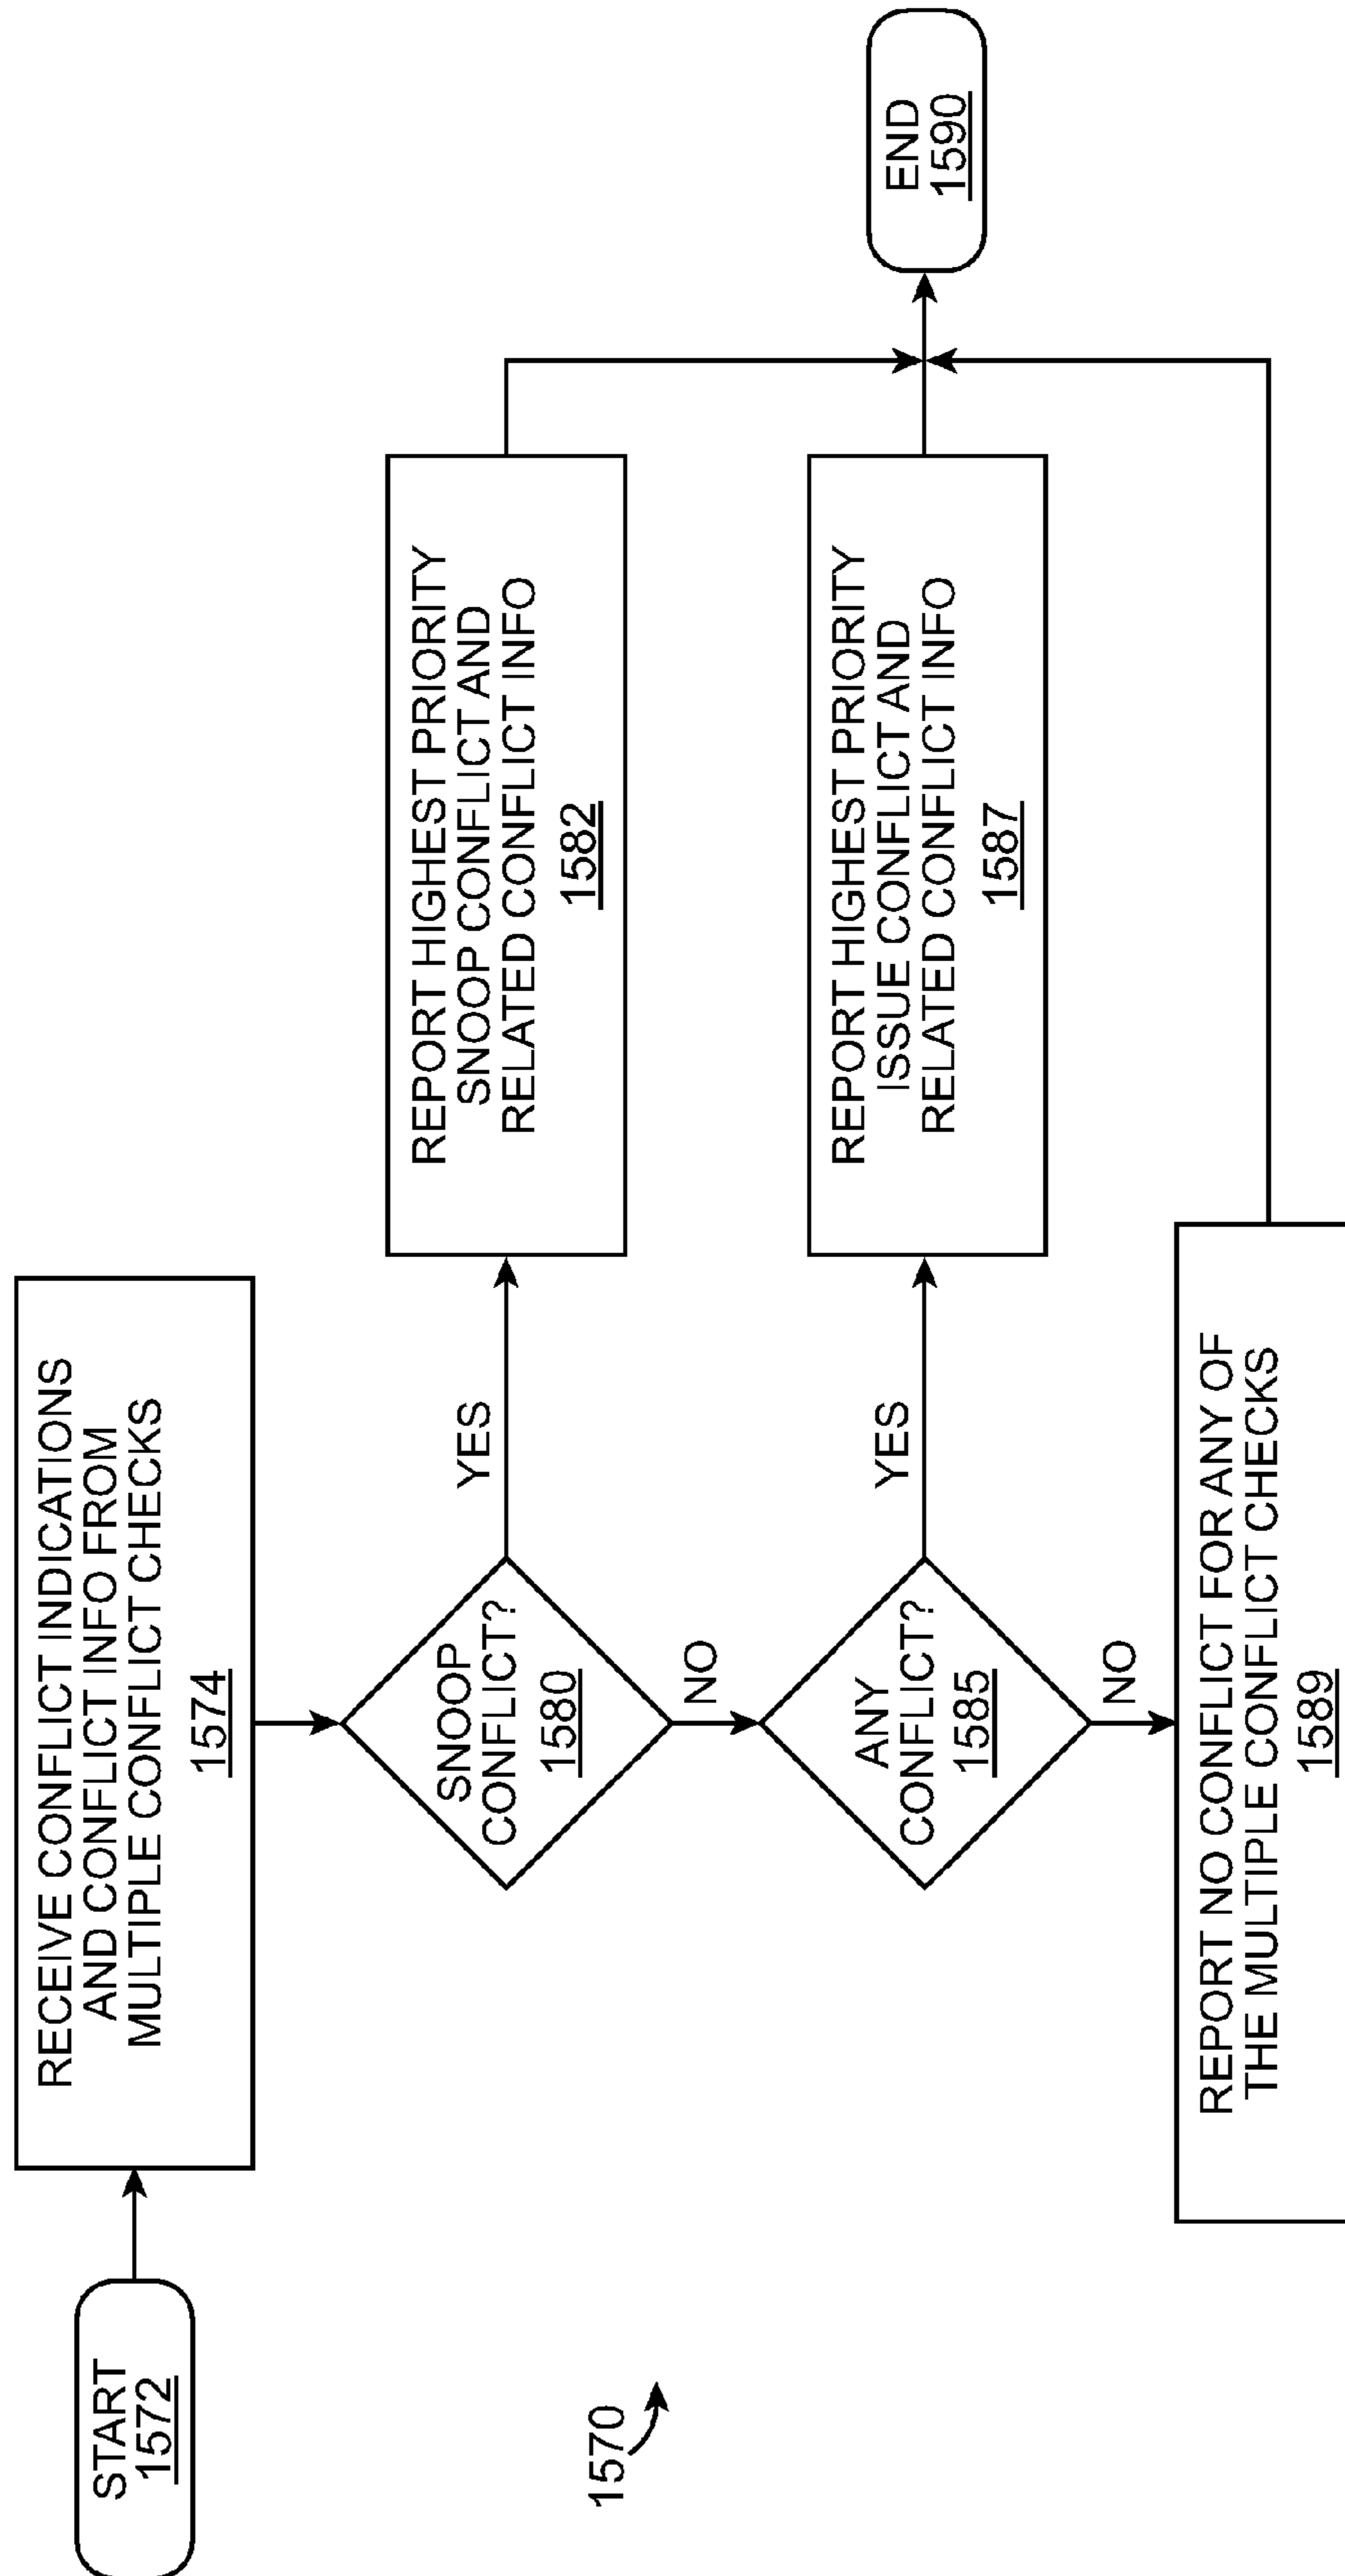 START
1572
RECEIVE CONFLICT INDICATIONS
AND CONFLICT INFO FROM
MULTIPLE CONFLICT CHECKS
1574
1570
SNOOP
CONFLICT?
1580
YES
REPORT HIGHEST PRIORITY
SNOOP CONFLICT AND
RELATED CONFLICT INFO
1582
NO
ANY
CONFLICT?
1585
YES
REPORT HIGHEST PRIORITY
ISSUE CONFLICT AND
RELATED CONFLICT INFO
1587
END
1590
NO
REPORT NO CONFLICT FOR ANY OF
THE MULTIPLE CONFLICT CHECKS
1589